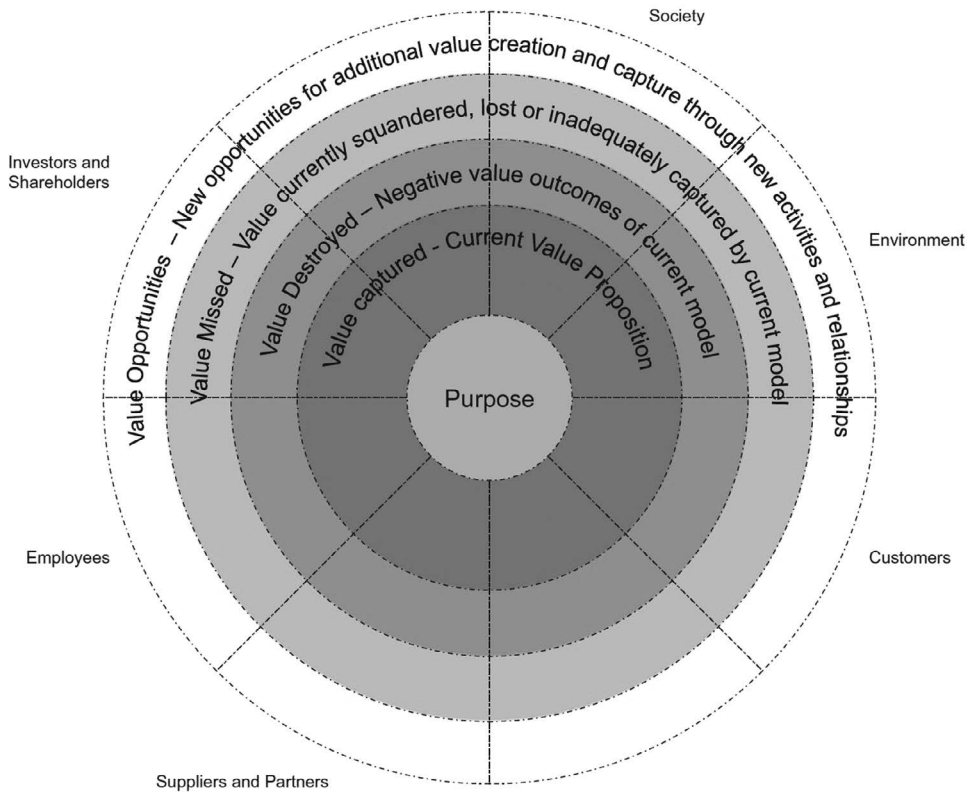 Society
Value Opportunities – New opportunities for additional value creation and capture through new activities and relationships
Value Missed – Value currently squandered, lost or inadequately captured by current model
Value Destroyed – Negative value outcomes of current model
Value captured - Current Value Proposition
Investors and
Shareholders
Environment
Purpose
Employees
Customers
Suppliers and Partners